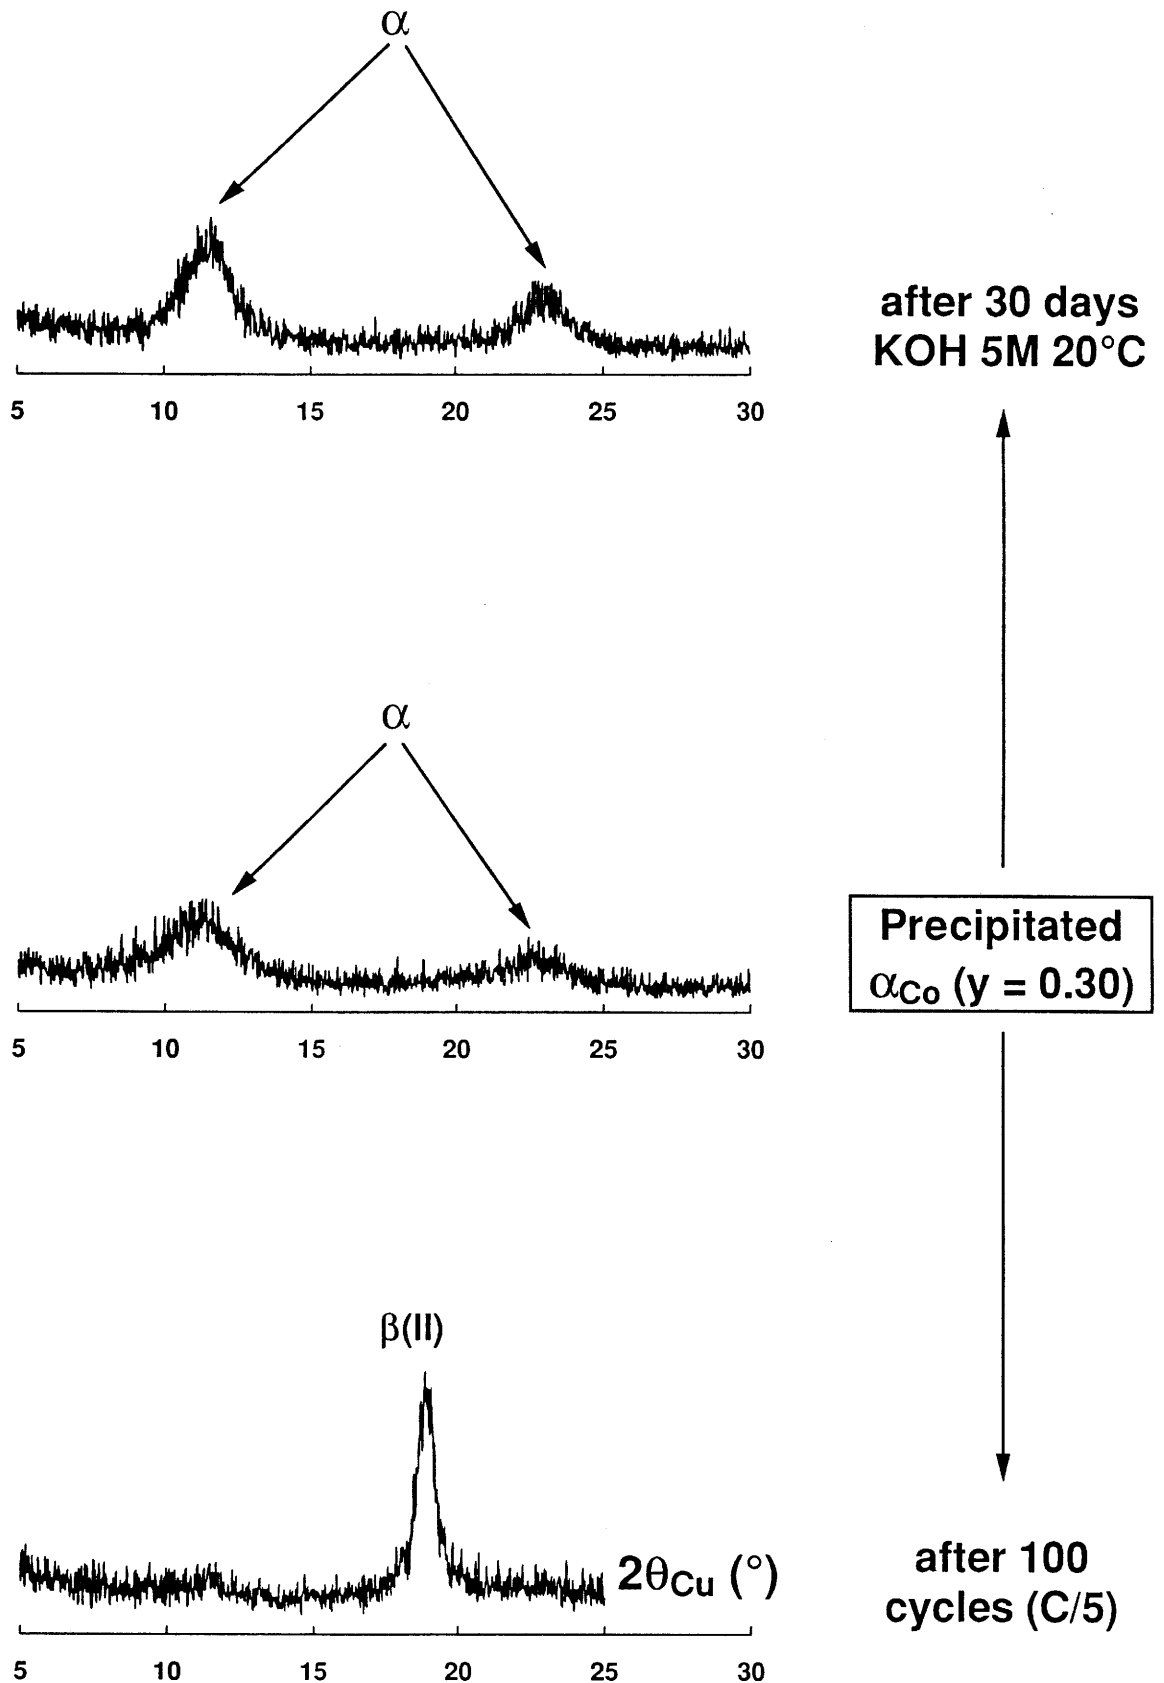 α
after 30 days
KOH 5M 20°C
5 10 15 20 25 30
α
Precipitated
αCo (y = 0.30)
5 10 15 20 25 30
β(II)
2θCu (°)
after 100
cycles (C/5)
5 10 15 20 25 30